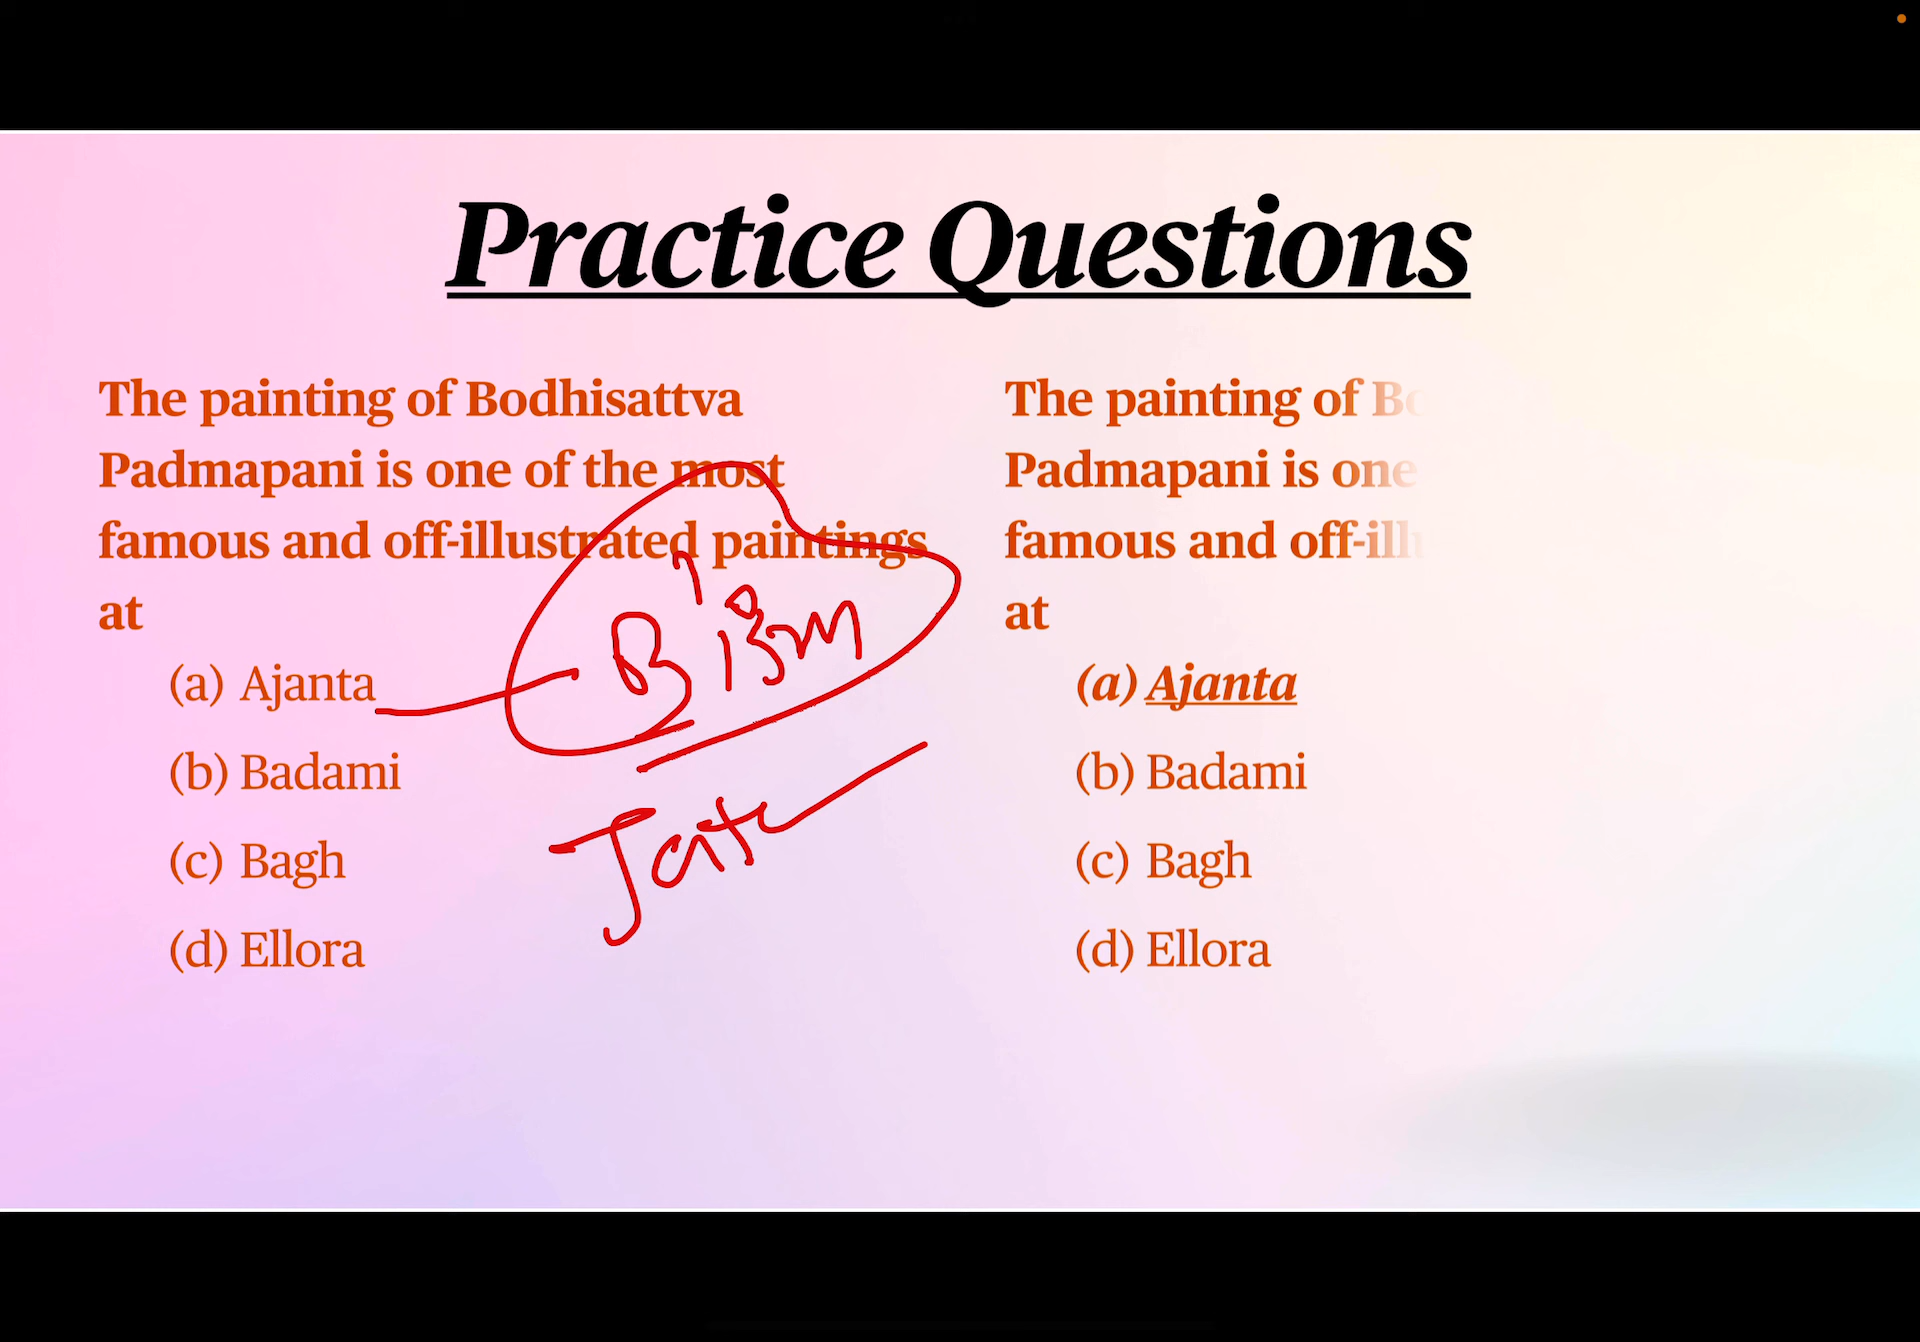 Practice Questions
The painting of Bodhisattva
Padmapani is one of the most
famous and off-illustrated paintings
at
(a) Ajanta
(b) Badami
(c) Bagh
(d) Ellora
The painting of
Padmapani is one
famous and off-ill
at
(a) Ajanta
(b) Badami
(c) Bagh
(d) Ellora